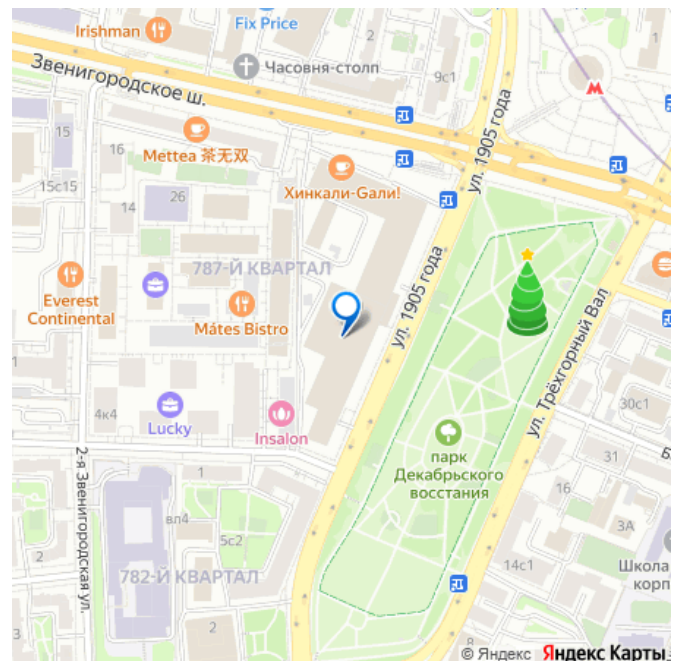 Irishman
Fix Price
2
Часовня-столп
9с1
Звенигородское ш.
15
16
Mettea 茶无双
ул. 1905 года
15с15
26
Хинкали-Gали!
14
787-Й КВАРТАЛ
Everest
Continental
Mátes Bistro
ул. 1905 года
ул. Трёхгорный Вал
4к4
Lucky
Insalon
30с1
парк
Декабрьского
восстания
31
Б
2-я Звенигородская ул.
1
16
вл4
5с2
3А
2
782-Й КВАРТАЛ
14с1
Школа
корп
2
© Яндекс Яндекс Карты